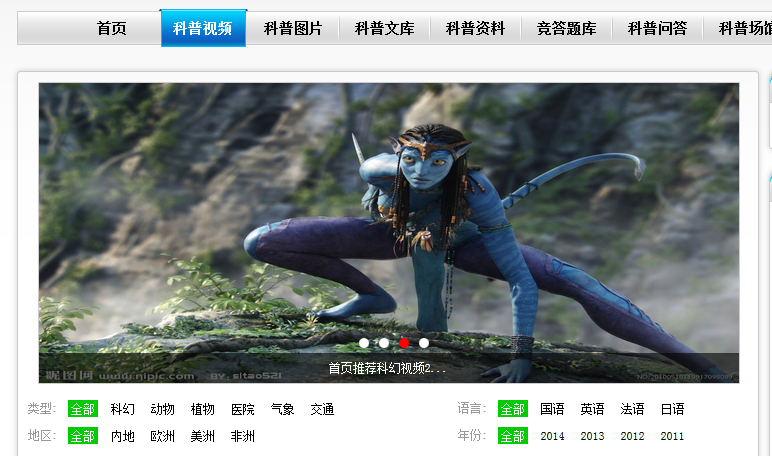 首页 科普视频 科普图片 科普文库 科普资料 竞答题库 科普问答 科普场馆
昵图网 www.nipic.com BY: sitao521
首页推荐科幻视频2...
类型: 全部 科幻 动物 植物 医院 气象 交通 语言: 全部 国语 英语 法语 日语
地区: 全部 内地 欧洲 美洲 非洲 年份: 全部 2014 2013 2012 2011